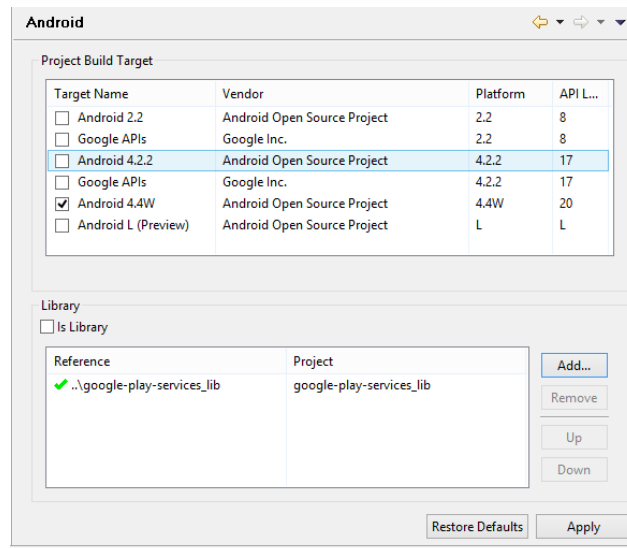 Android
Project Build Target
Target Name Vendor Platform API L...
Android 2.2 Android Open Source Project 2.2 8
Google APIs Google Inc. 2.2 8
Android 4.2.2 Android Open Source Project 4.2.2 17
Google APIs Google Inc. 4.2.2 17
Android 4.4W Android Open Source Project 4.4W 20
Android L (Preview) Android Open Source Project L L
Library
Is Library
Reference Project
..\google-play-services_lib google-play-services_lib
Add...
Remove
Up
Down
Restore Defaults Apply